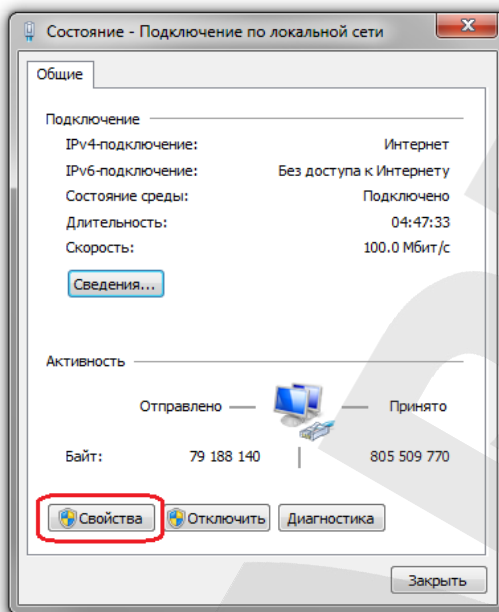 Состояние - Подключение по локальной сети
Общие
Подключение
IPv4-подключение: Интернет
IPv6-подключение: Без доступа к Интернету
Состояние среды: Подключено
Длительность: 04:47:33
Скорость: 100.0 Мбит/с
Сведения...
Активность
Отправлено — Принято
Байт: 79 188 140 | 805 509 770
Свойства Отключить Диагностика
Закрыть